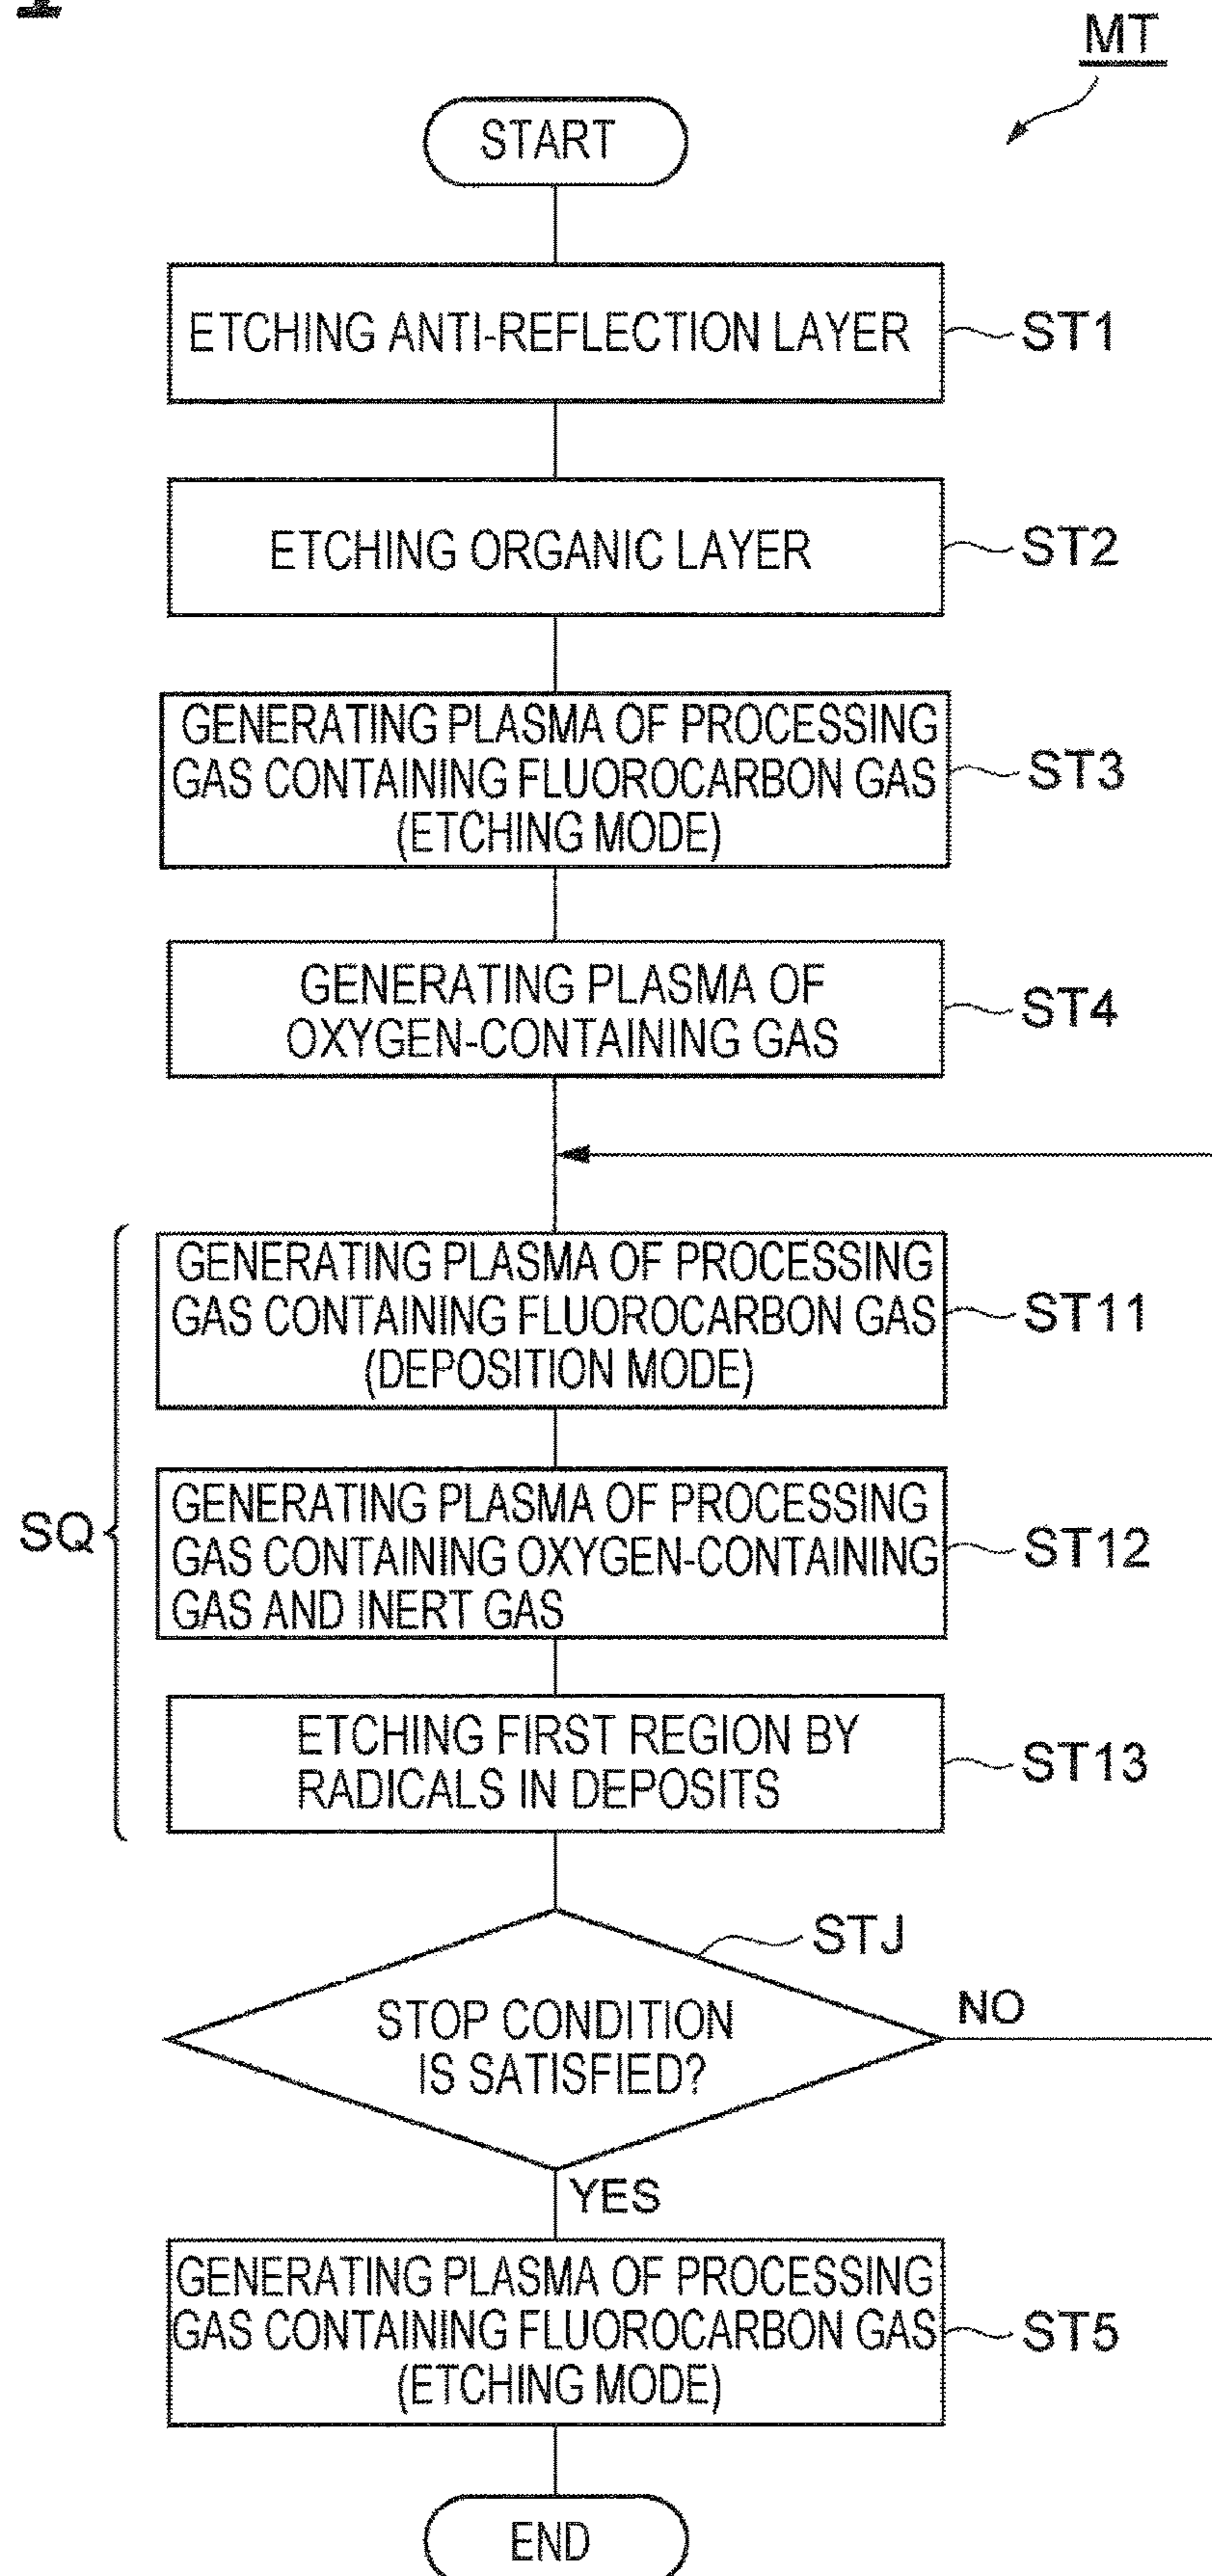 MT
START
ETCHING ANTI-REFLECTION LAYER
ST1
ETCHING ORGANIC LAYER
ST2
GENERATING PLASMA OF PROCESSING
GAS CONTAINING FLUOROCARBON GAS
(ETCHING MODE)
ST3
GENERATING PLASMA OF
OXYGEN-CONTAINING GAS
ST4
SQ
GENERATING PLASMA OF PROCESSING
GAS CONTAINING FLUOROCARBON GAS
(DEPOSITION MODE)
ST11
GENERATING PLASMA OF PROCESSING
GAS CONTAINING OXYGEN-CONTAINING
GAS AND INERT GAS
ST12
ETCHING FIRST REGION BY
RADICALS IN DEPOSITS
ST13
STJ
STOP CONDITION
IS SATISFIED?
NO
YES
GENERATING PLASMA OF PROCESSING
GAS CONTAINING FLUOROCARBON GAS
(ETCHING MODE)
ST5
END